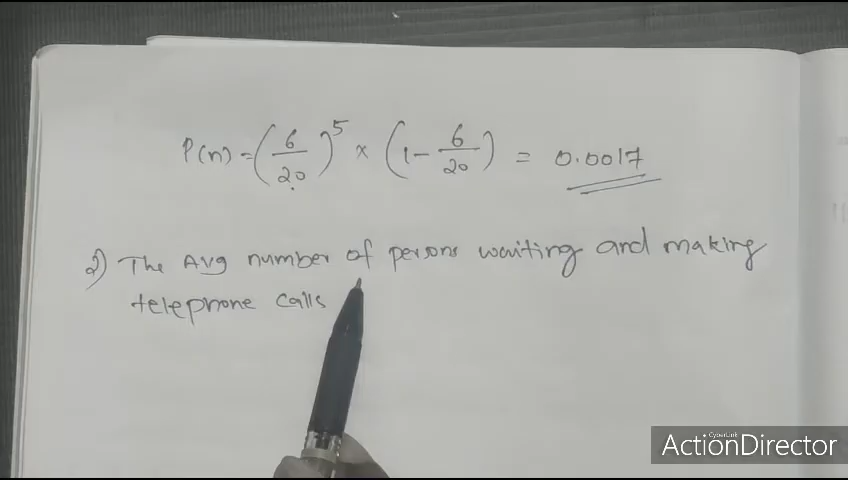 P(n) = (6/20)^5 × (1 - 6/20) = 0.0017
2) The Avg number of persons waiting and making
telephone calls
CyberLink
ActionDirector